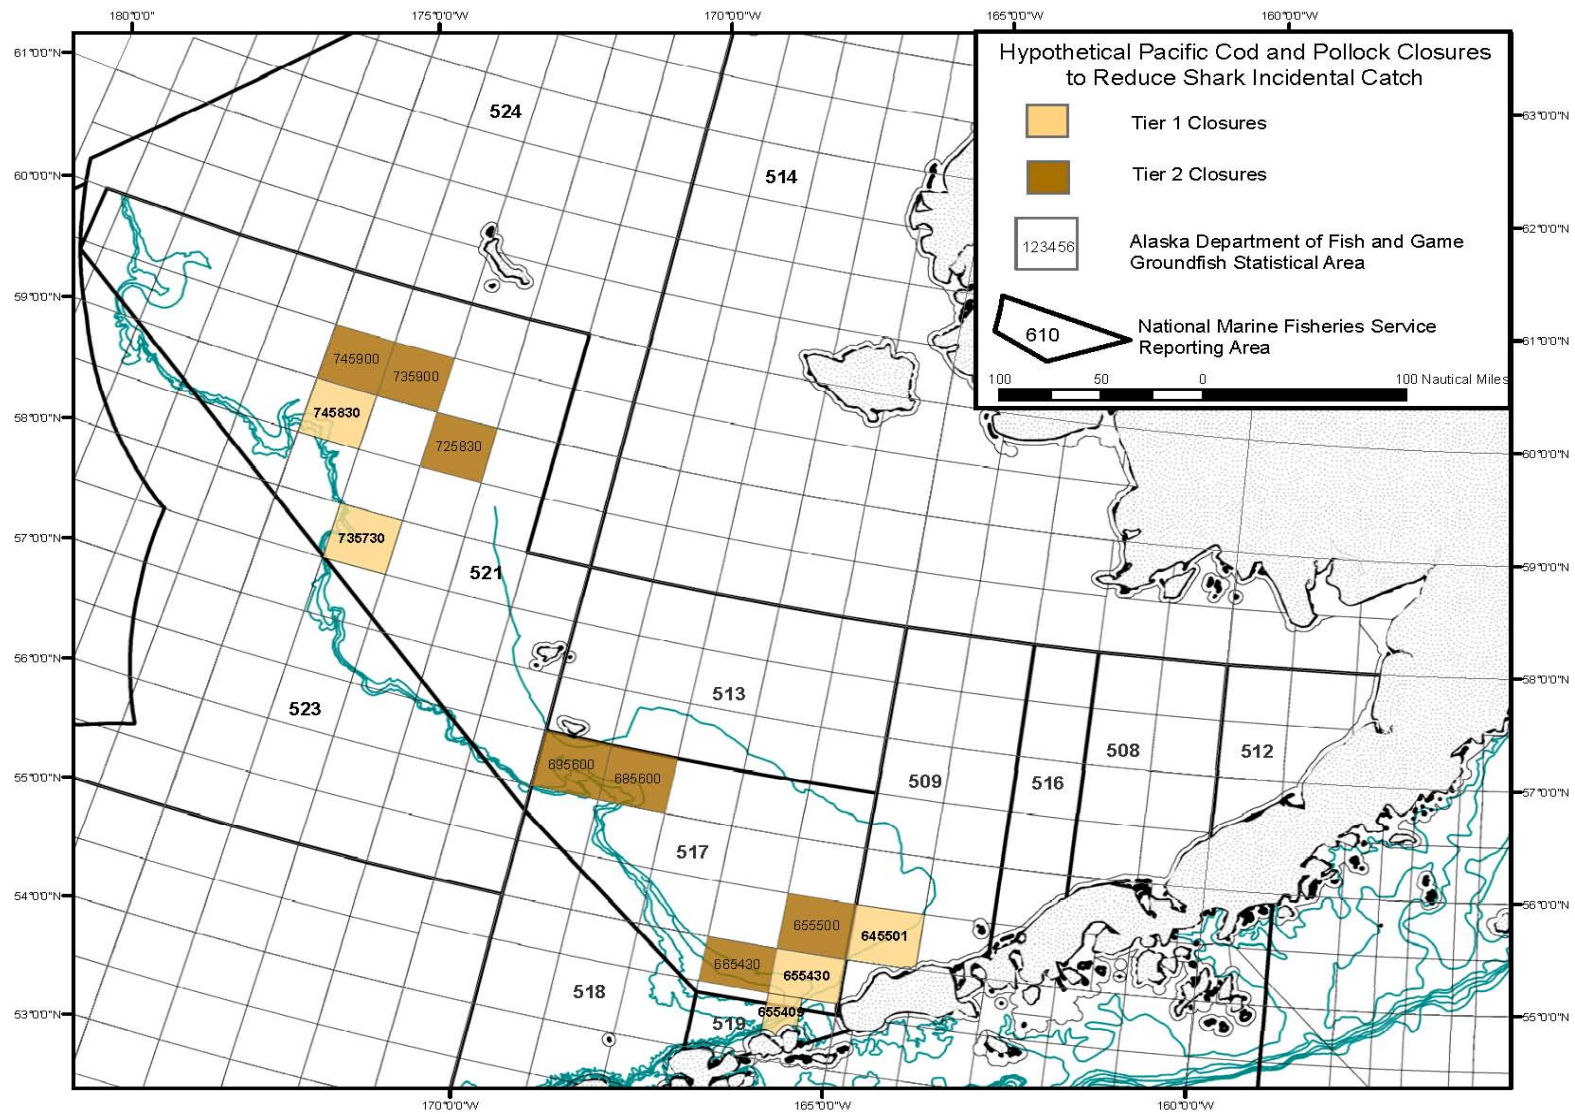 180°0'0" 175°0'0"W 170°0'0"W 165°0'0"W 160°0'0"W
61°0'0"N
60°0'0"N
59°0'0"N
58°0'0"N
57°0'0"N
56°0'0"N
55°0'0"N
54°0'0"N
53°0'0"N
Hypothetical Pacific Cod and Pollock Closures
to Reduce Shark Incidental Catch
Tier 1 Closures
Tier 2 Closures
123456
Alaska Department of Fish and Game
Groundfish Statistical Area
610
National Marine Fisheries Service
Reporting Area
100 50 0 100 Nautical Miles
63°0'0"N
62°0'0"N
61°0'0"N
60°0'0"N
59°0'0"N
58°0'0"N
57°0'0"N
56°0'0"N
55°0'0"N
524
514
745900
735900
745830
725830
735730
521
513
523
695600
685600
509
516
508
512
517
655500
645501
665430
655430
518
519
655409
170°0'0"W 165°0'0"W 160°0'0"W